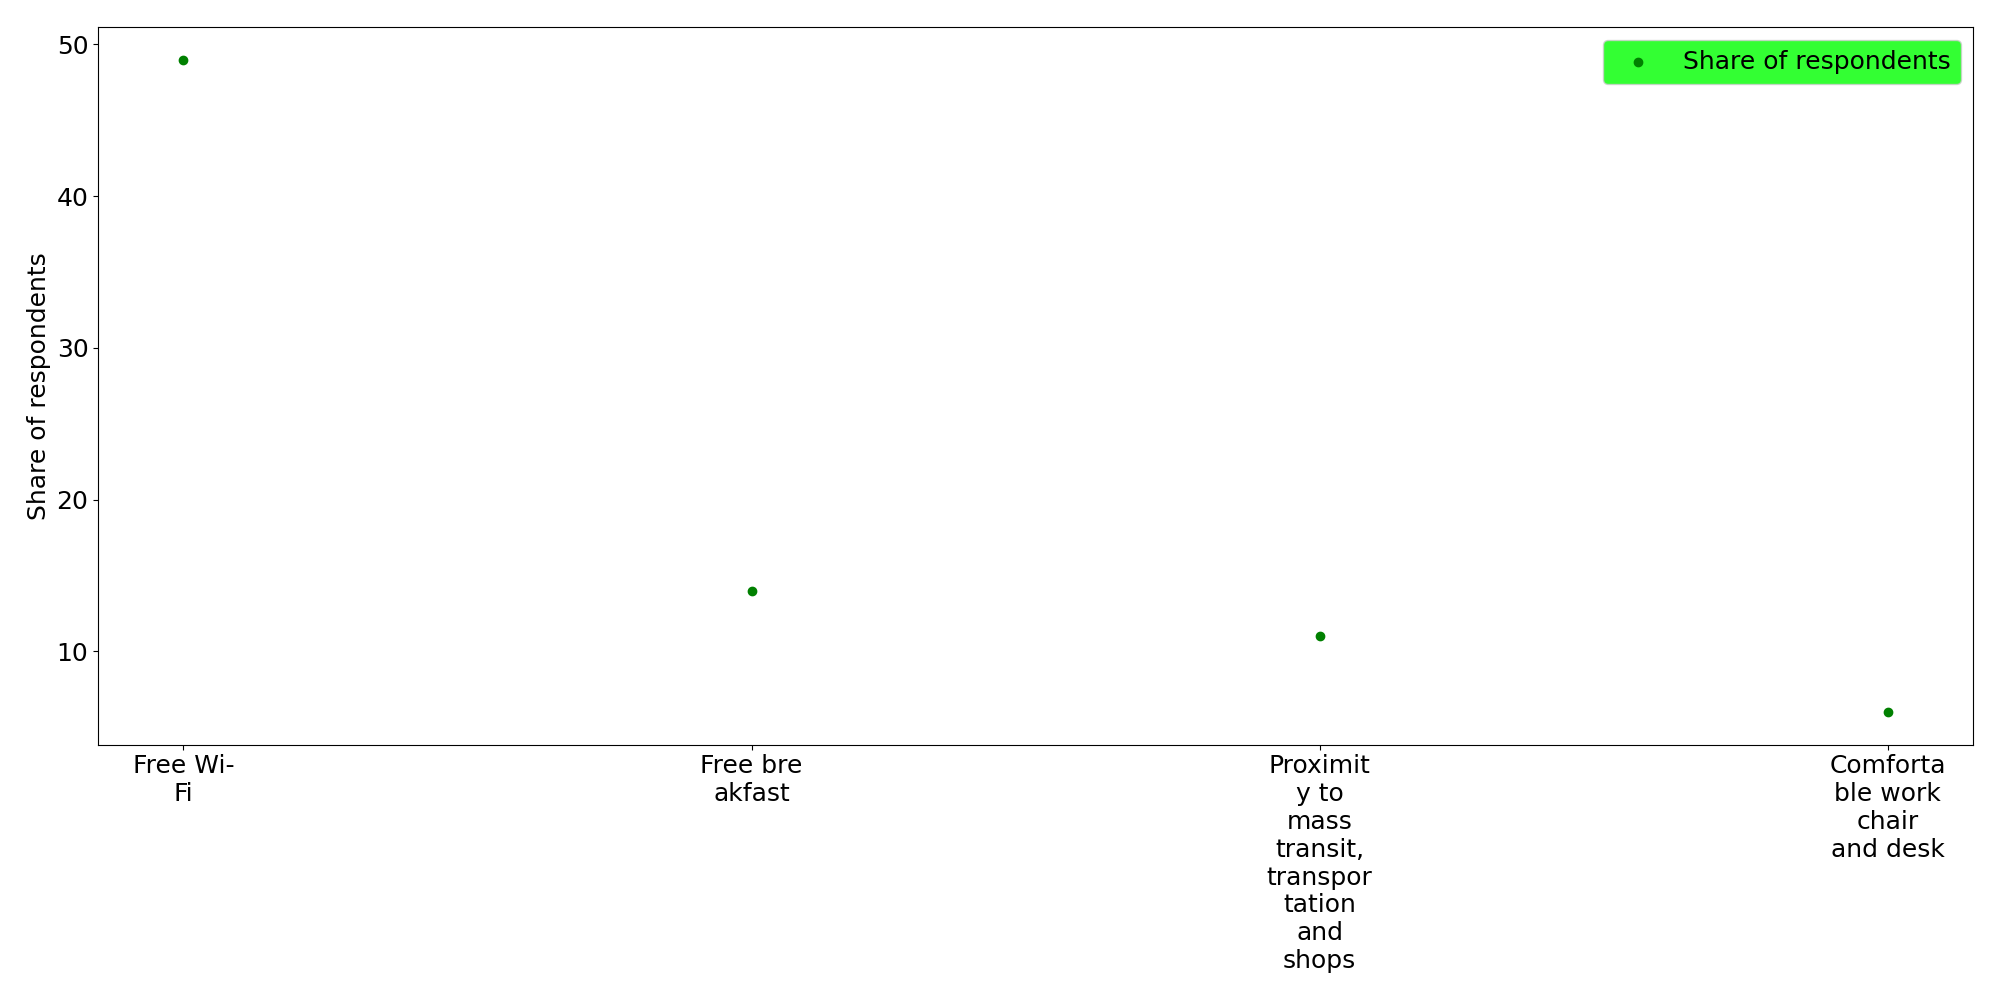 50
40
30
20
10
Share of respondents
Share of respondents
Free Wi-
Fi
Free bre
akfast
Proximit
y to
mass
transit,
transpor
tation
and
shops
Comforta
ble work
chair
and desk